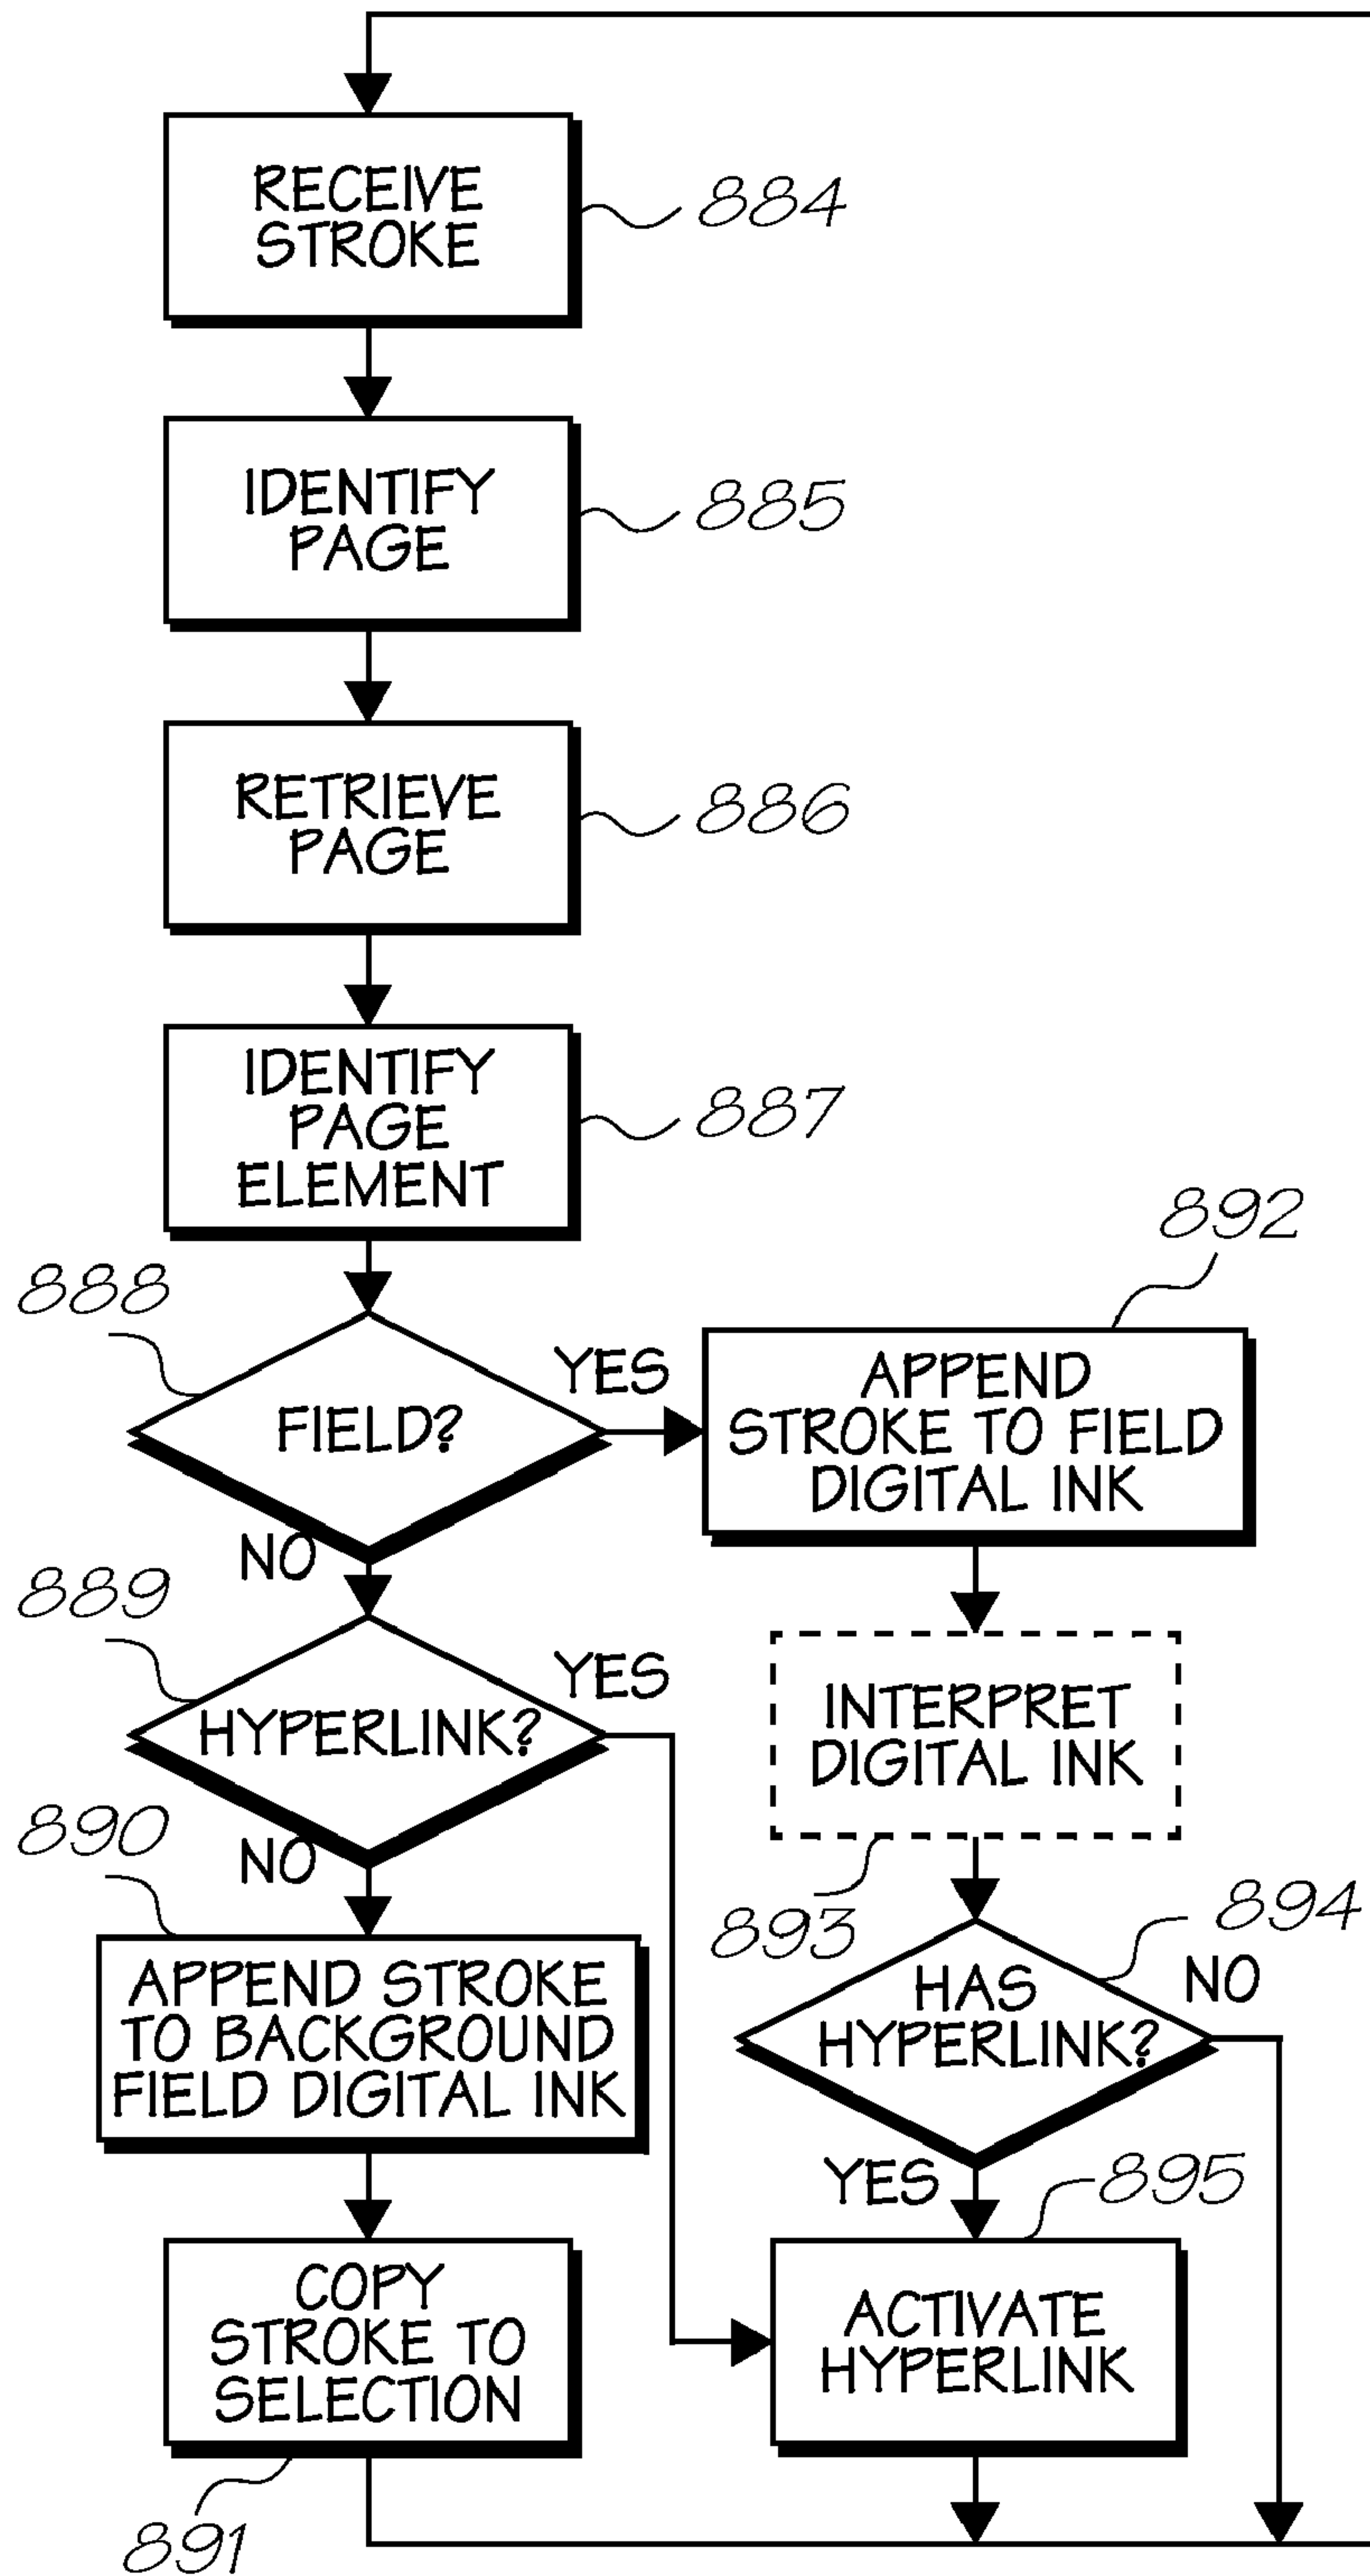 RECEIVE
STROKE
884
IDENTIFY
PAGE
885
RETRIEVE
PAGE
886
IDENTIFY
PAGE
ELEMENT
887
888
FIELD?
YES
NO
892
APPEND
STROKE TO FIELD
DIGITAL INK
889
HYPERLINK?
YES
NO
INTERPRET
DIGITAL INK
893
890
APPEND STROKE
TO BACKGROUND
FIELD DIGITAL INK
894
HAS
HYPERLINK?
NO
YES
895
COPY
STROKE TO
SELECTION
891
ACTIVATE
HYPERLINK